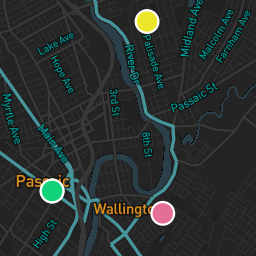 Lake Ave
Hope Ave
River Dr
Palisade Ave
Midland Ave
Malcolm Ave
Farnham Ave
Myrtle Ave
Main Ave
3rd St
8th St
Passaic St
Passaic
Wallington
High St